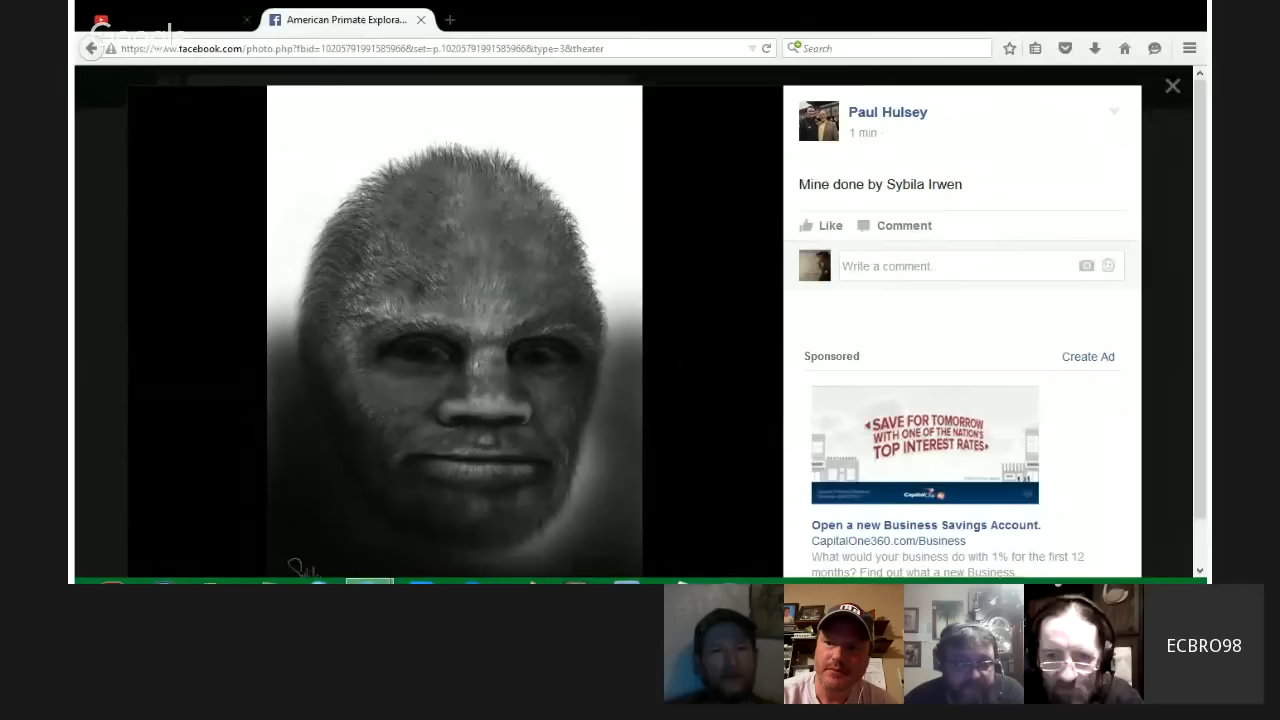 Google
American Primate Explora...
https://www.facebook.com/photo.php?fbid=10205791991585966&set=p.10205791991585966&type=3&theater
Search
Paul Hulsey
1 min
Mine done by Sybila Irwen
Like
Comment
Write a comment.
Sponsored
Create Ad
SAVE FOR TOMORROW
WITH ONE OF THE NATION'S
TOP INTEREST RATES
Open a new Business Savings Account.
CapitalOne360.com/Business
What would your business do with 1% for the first 12
months? Find out what a new Business...
ECBRO98